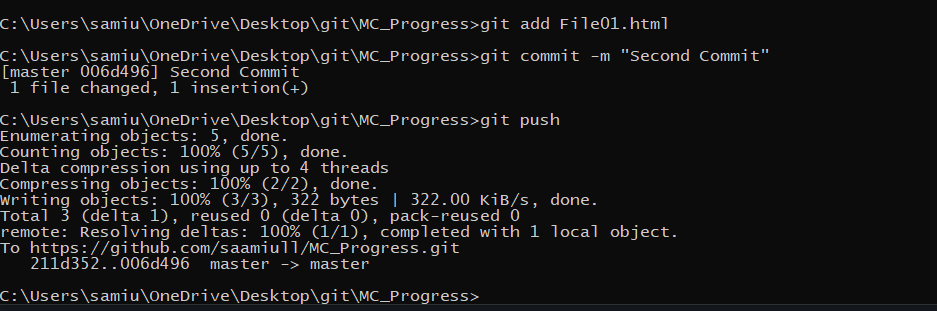 C:\Users\samiu\OneDrive\Desktop\git\MC_Progress>git add File01.html
C:\Users\samiu\OneDrive\Desktop\git\MC_Progress>git commit -m "Second Commit"
[master 006d496] Second Commit
 1 file changed, 1 insertion(+)
C:\Users\samiu\OneDrive\Desktop\git\MC_Progress>git push
Enumerating objects: 5, done.
Counting objects: 100% (5/5), done.
Delta compression using up to 4 threads
Compressing objects: 100% (2/2), done.
Writing objects: 100% (3/3), 322 bytes | 322.00 KiB/s, done.
Total 3 (delta 1), reused 0 (delta 0), pack-reused 0
remote: Resolving deltas: 100% (1/1), completed with 1 local object.
To https://github.com/saamiull/MC_Progress.git
   211d352..006d496  master -> master
C:\Users\samiu\OneDrive\Desktop\git\MC_Progress>